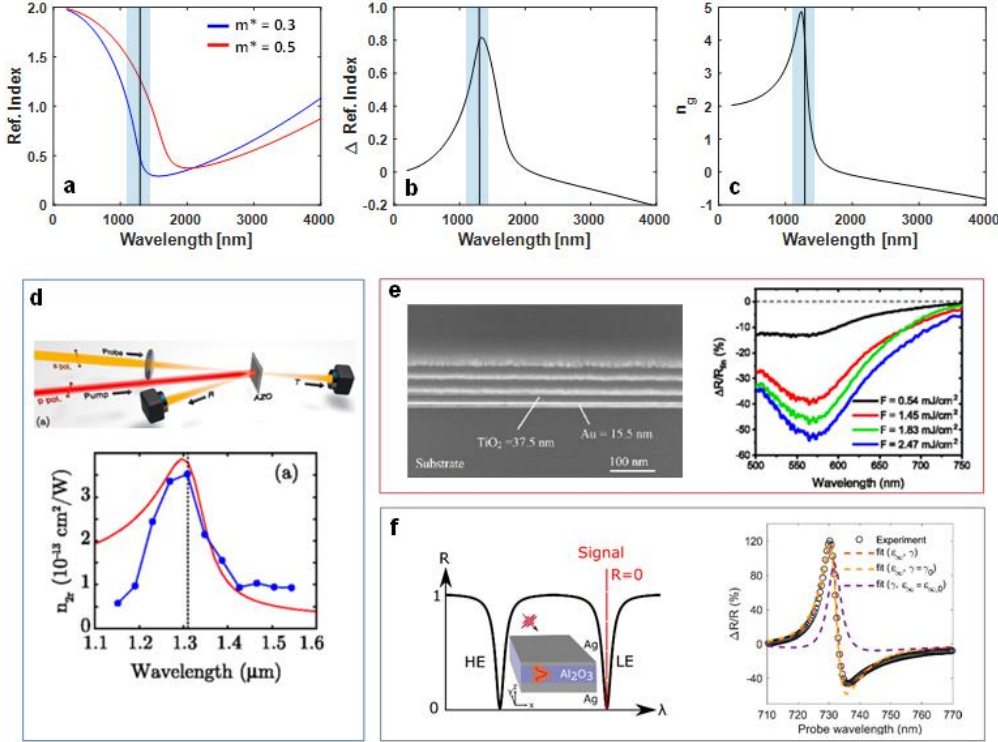 2.0
1.5
1.0
0.5
0
0
1000
2000
3000
4000
Ref. Index
Wavelength [nm]
m* = 0.3
m* = 0.5
a
1.0
0.8
0.6
0.4
0.2
0
-0.2
0
1000
2000
3000
4000
Δ Ref. Index
Wavelength [nm]
b
5
4
3
2
1
0
-1
0
1000
2000
3000
4000
n_g
Wavelength [nm]
c
d
Probe
s pol.
p pol.
Pump
R
T
AZO
(a)
(a)
3
2
1
0
1.1
1.2
1.3
1.4
1.5
1.6
n₂r (10⁻¹³ cm²/W)
Wavelength (μm)
e
TiO₂ =37.5 nm
Au = 15.5 nm
Substrate
100 nm
0
-10
-20
-30
-40
-50
-60
500
550
600
650
700
750
ΔR/R
Wavelength (nm)
F = 0.54 mJ/cm²
F = 1.45 mJ/cm²
F = 1.83 mJ/cm²
F = 2.47 mJ/cm²
f
R
Signal
R=0
1
0
HE
LE
Ag
Al₂O₃
Ag
Y
Z
x
λ
120
80
40
0
-40
710
720
730
740
750
760
770
ΔR/R (%)
Probe wavelength (nm)
Experiment
fit (ε∞, γ)
fit (ε∞, γ=γ₀)
fit (γ, ε∞ = ε∞,0)